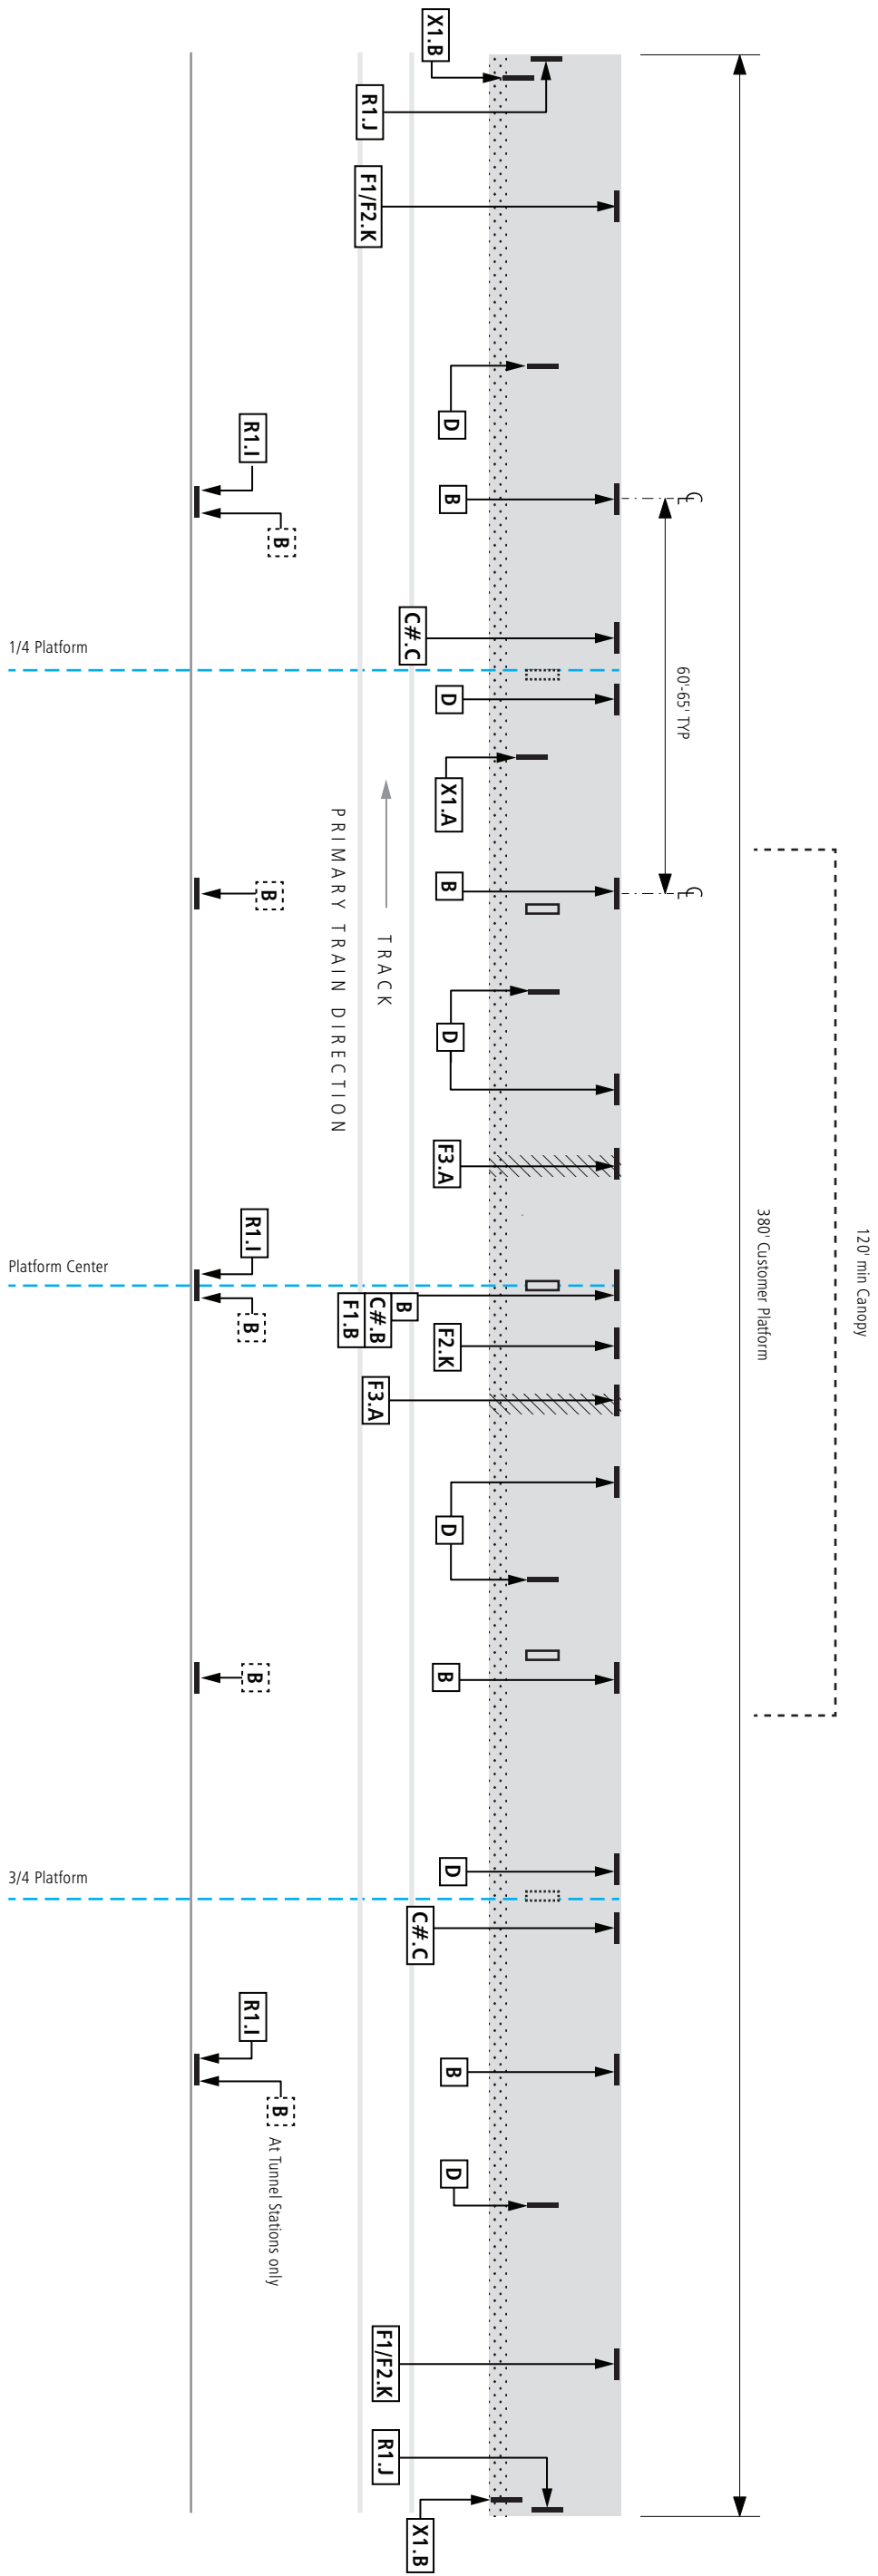 X1.B
R1.J
F1/F2.K
D
R1.I
B
B
C L
C#.C
1/4 Platform
D
60'-65' TYP
X1.A
B
B
C L
PRIMARY TRAIN DIRECTION
TRACK
D
F3.A
R1.I
380' Customer Platform
120' min Canopy
Platform Center
B
F1.B
C#.B
B
F2.K
F3.A
D
B
B
D
3/4 Platform
C#.C
R1.I
B
B
At Tunnel Stations only
D
F1/F2.K
R1.J
X1.B